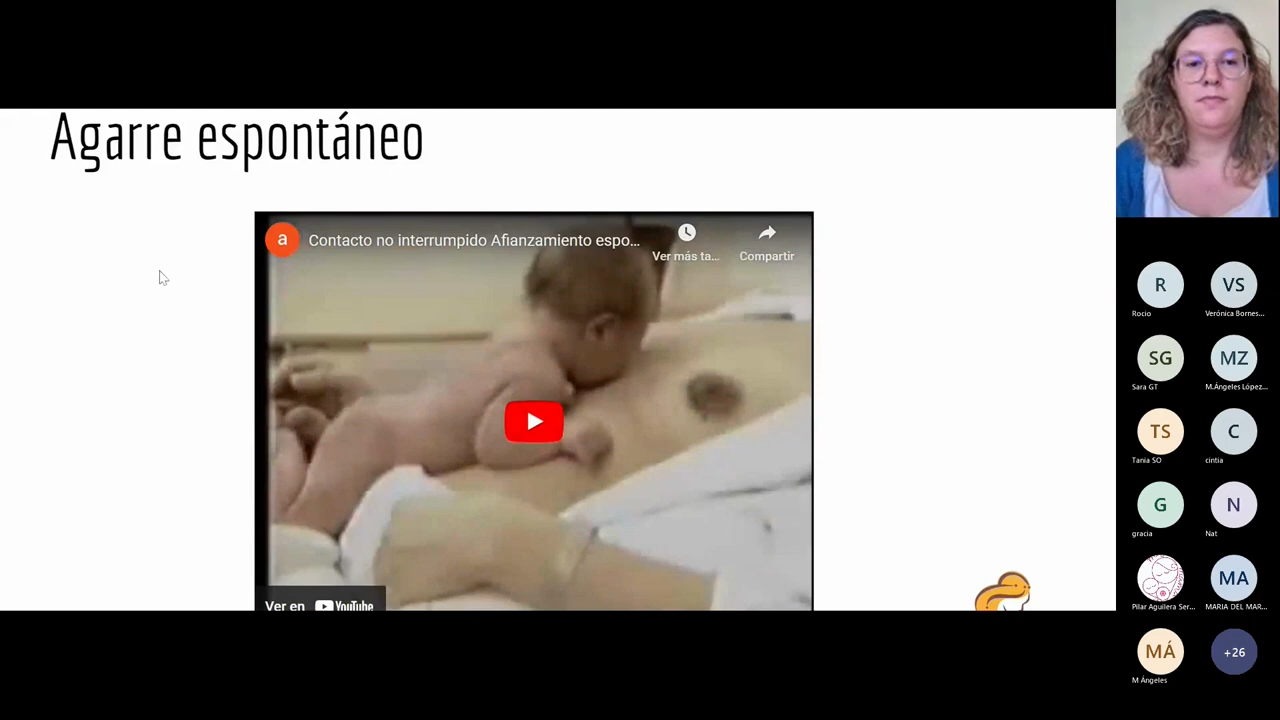 Agarre espontáneo
a
Contacto no interrumpido Afianzamiento espo...
Ver más ta...
Compartir
Ver en YouTube
R
Rocio
VS
Verónica Bornes...
SG
Sara GT
MZ
M.Ángeles López...
TS
Tania SO
C
cintia
G
gracia
N
Nat
Pilar Aguilera Ser...
MA
MARIA DEL MAR...
MÁ
M Ángeles
+26